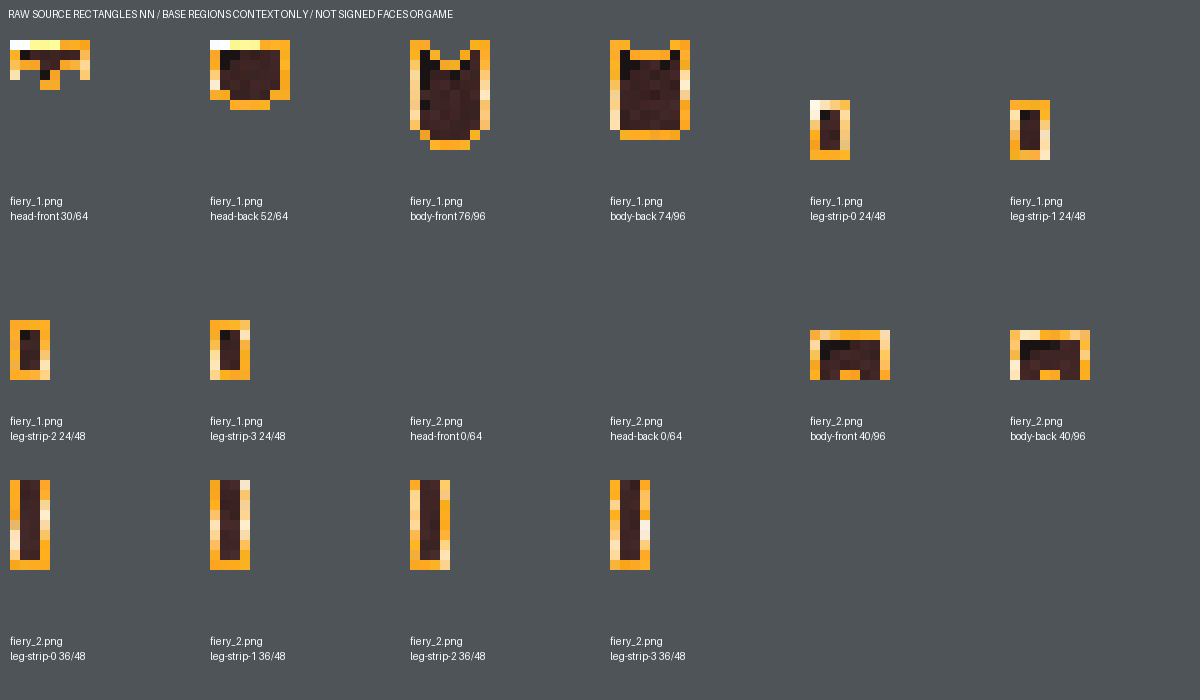 RAW SOURCE RECTANGLES NN / BASE REGIONS CONTEXT ONLY / NOT SIGNED FACES OR GAME
fiery_1.png
head-front 30/64
fiery_1.png
head-back 52/64
fiery_1.png
body-front 76/96
fiery_1.png
body-back 74/96
fiery_1.png
leg-strip-0 24/48
fiery_1.png
leg-strip-1 24/48
fiery_1.png
leg-strip-2 24/48
fiery_1.png
leg-strip-3 24/48
fiery_2.png
head-front 0/64
fiery_2.png
head-back 0/64
fiery_2.png
body-front 40/96
fiery_2.png
body-back 40/96
fiery_2.png
leg-strip-0 36/48
fiery_2.png
leg-strip-1 36/48
fiery_2.png
leg-strip-2 36/48
fiery_2.png
leg-strip-3 36/48